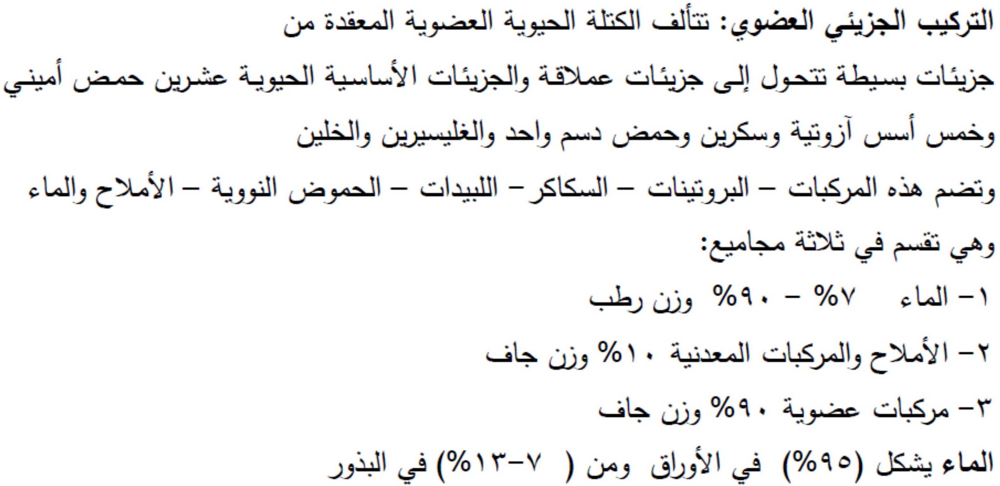 التركيب الجزيئي العضوي: تتألف الكتلة الحيوية العضوية المعقدة من
جزيئات بسيطة تتحول إلى جزيئات عملاقة والجزيئات الأساسية الحيوية عشرين حمض أميني
وخمس أسس آزوتية وسكرين وحمض دسم واحد والغليسيرين والخلين
وتضم هذه المركبات – البروتينات – السكاكر – اللبيدات – الحموض النووية – الأملاح والماء
وهي تقسم في ثلاثة مجاميع:
١– الماء ٧% – ٩٠% وزن رطب
٢– الأملاح والمركبات المعدنية ١٠% وزن جاف
٣– مركبات عضوية ٩٠% وزن جاف
الماء يشكل (٩٥%) في الأوراق ومن ( ٧–١٣%) في البذور